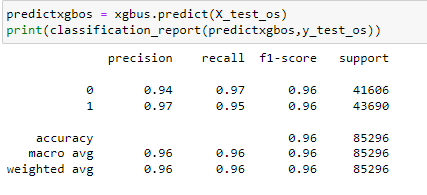 predictxgbos = xgbus.predict(X_test_os)
print(classification_report(predictxgbos,y_test_os))
precision recall f1-score support
0 0.94 0.97 0.96 41606
1 0.97 0.95 0.96 43690
accuracy 0.96 85296
macro avg 0.96 0.96 0.96 85296
weighted avg 0.96 0.96 0.96 85296